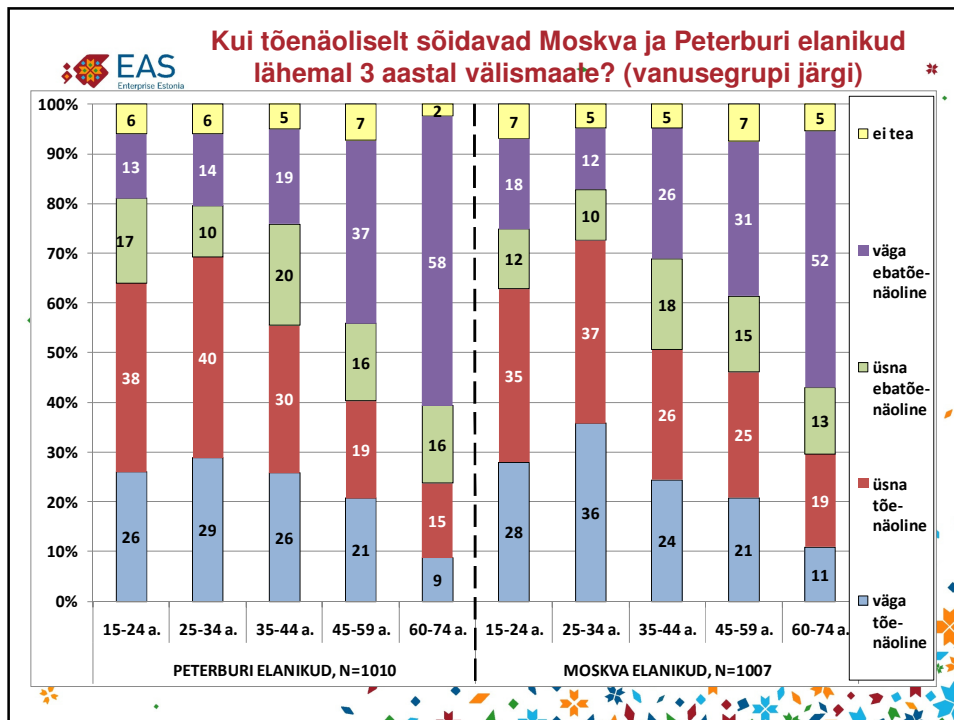 Kui tõenäoliselt sõidavad Moskva ja Peterburi elanikud
lähemal 3 aastal välismaate? (vanusegrupi järgi)
EAS
Enterprise Estonia
100%
90%
80%
70%
60%
50%
40%
30%
20%
10%
0%
6 6 5 7 2 7 5 5 7 5
13 14 19 37 58 18 12 26 31 52
17 10 20 16 16 12 10 18 15 13
38 40 30 19 15 35 37 26 25 19
26 29 26 21 9 28 36 24 21 11
15-24 a. 25-34 a. 35-44 a. 45-59 a. 60-74 a. 15-24 a. 25-34 a. 35-44 a. 45-59 a. 60-74 a.
PETERBURI ELANIKUD, N=1010 MOSKVA ELANIKUD, N=1007
ei tea
väga
ebatõe-
näoline
üsna
ebatõe-
näoline
üsna
tõe-
näoline
väga
tõe-
näoline